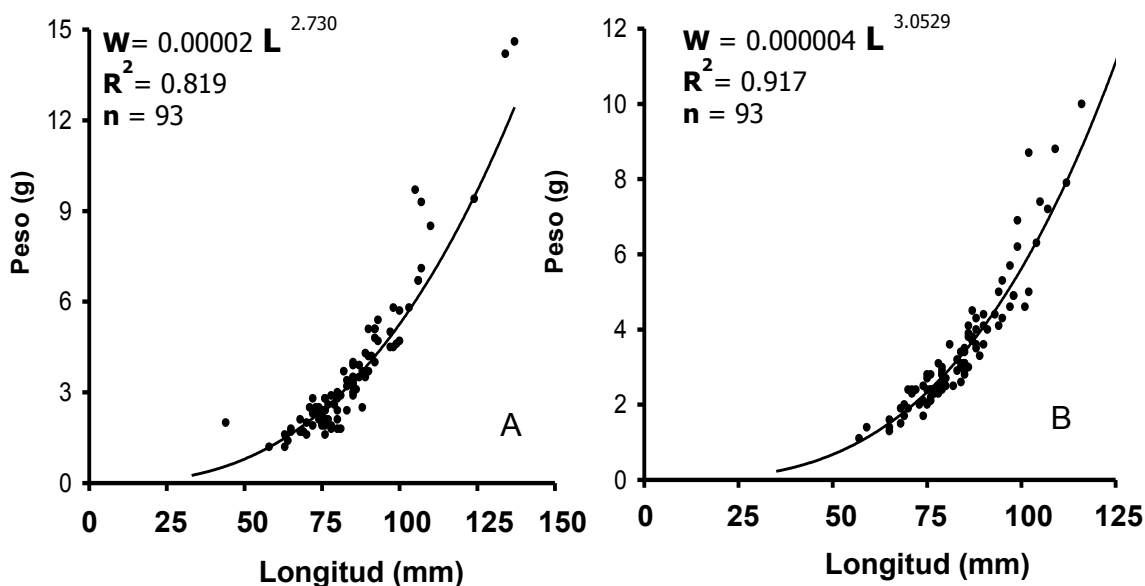 W= 0.00002 L 2.730
R2= 0.819
n = 93
15
12
9
6
3
0
Peso (g)
A
0 25 50 75 100 125 150
Longitud (mm)
W = 0.000004 L 3.0529
R2= 0.917
n = 93
12
10
8
6
4
2
0
Peso (g)
B
0 25 50 75 100 125
Longitud (mm)